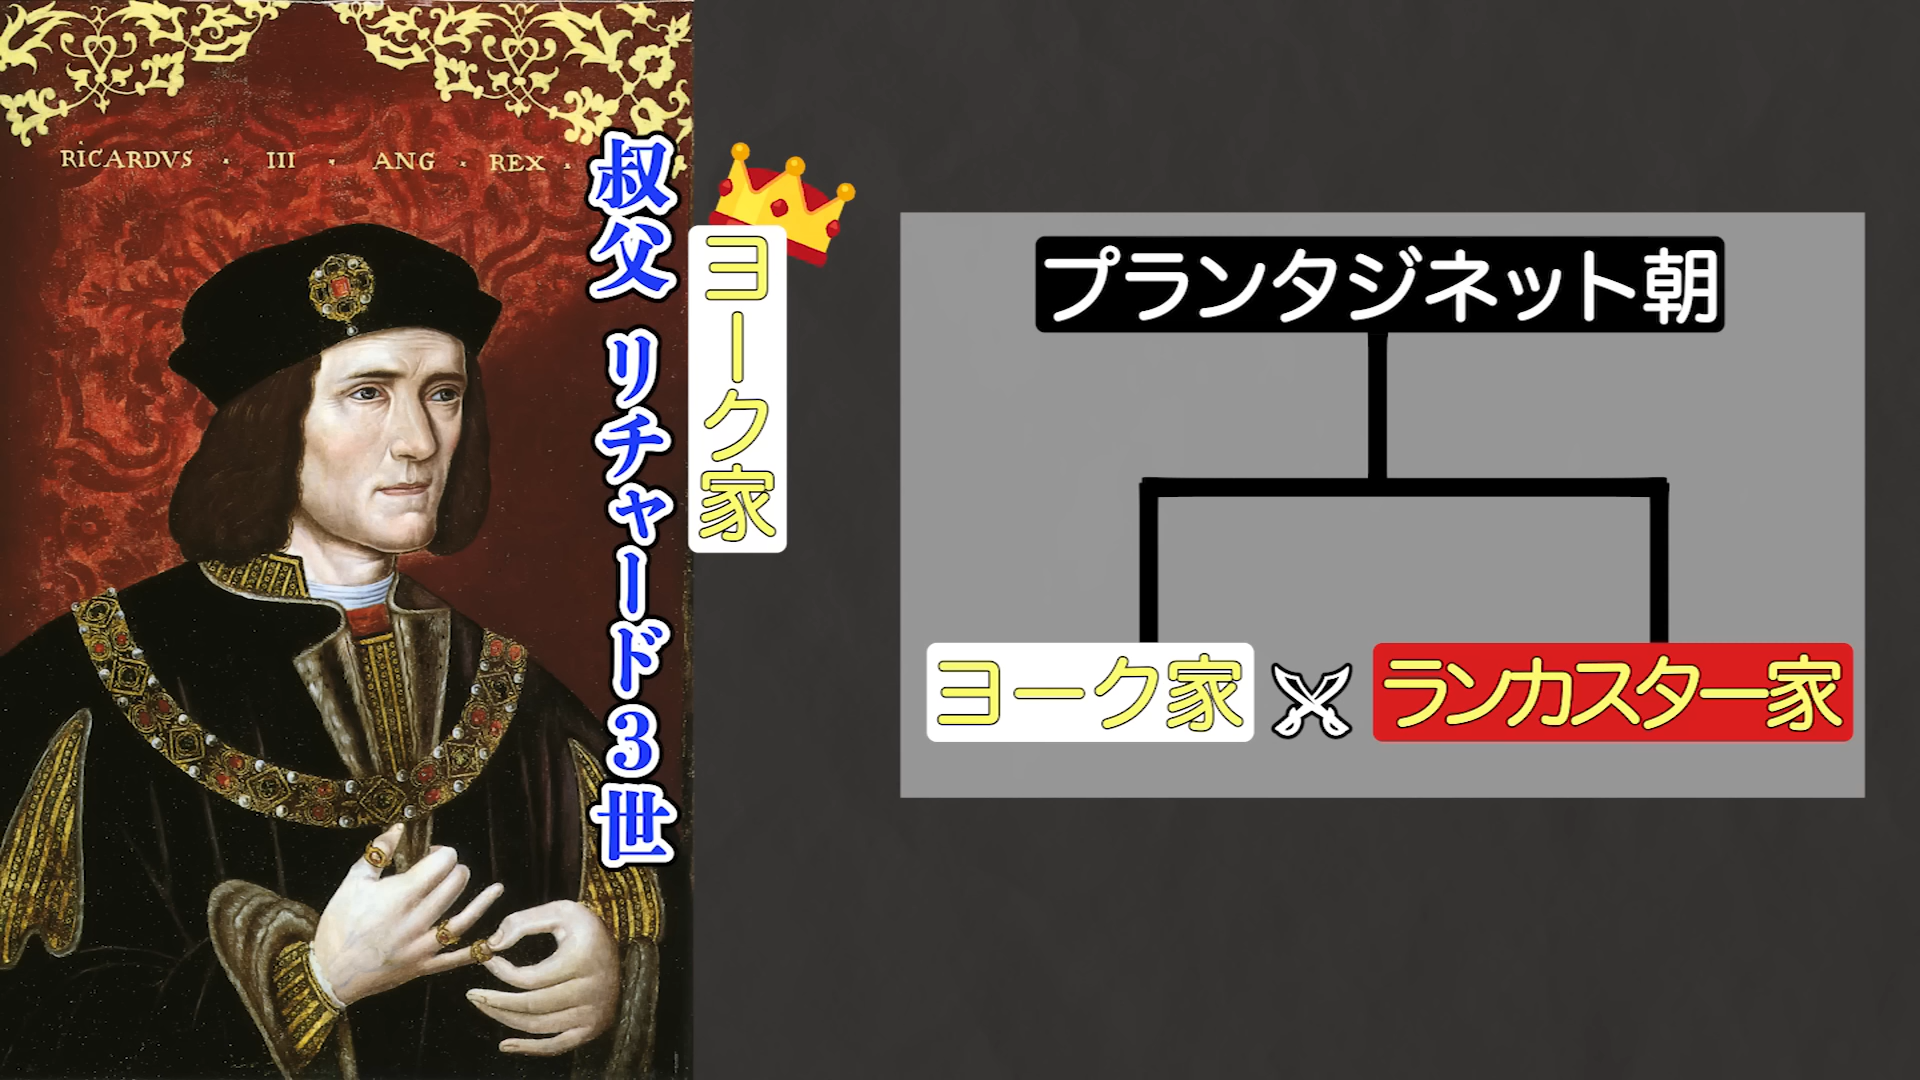 RICARDVS · III · ANG · REX ·
叔父 リチャード3世
ヨーク家
プランタジネット朝
ヨーク家
ランカスター家